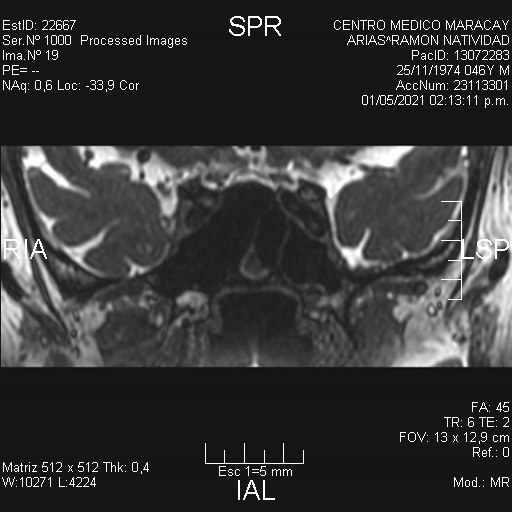 EstID: 22667
Ser.Nº 1000 Processed Images
Ima.Nº 19
PE= --
NAq: 0,6 Loc: -33,9 Cor
SPR
CENTRO MEDICO MARACAY
ARIAS^RAMON NATIVIDAD
PacID: 13072283
25/11/1974 046Y M
AccNum: 23113301
01/05/2021 02:13:11 p.m.
RIA
LSP
FA: 45
TR: 6 TE: 2
FOV: 13 x 12,9 cm
Ref.: 0
Mod.: MR
Matriz 512 x 512 Thk: 0,4
W:10271 L:4224
Esc 1=5 mm
IAL